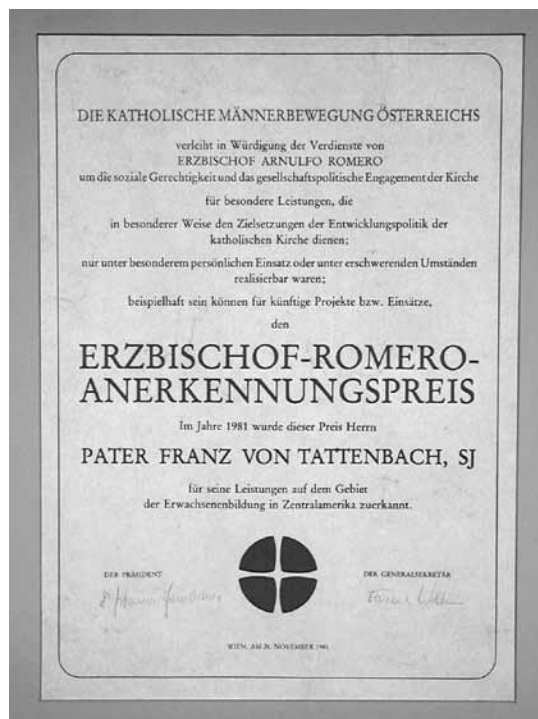 DIE KATHOLISCHE MÄNNERBEWEGUNG ÖSTERREICHS
verleiht in Würdigung der Verdienste von
ERZBISCHOF ARNULFO ROMERO
um die soziale Gerechtigkeit und das gesellschaftspolitische Engagement der Kirche
für besondere Leistungen, die
in besonderer Weise den Zielsetzungen der Entwicklungspolitik der
katholischen Kirche dienen;
nur unter besonderem persönlichen Einsatz oder unter erschwerenden Umständen
realisierbar waren;
beispielhaft sein können für künftige Projekte bzw. Einsätze,
den
ERZBISCHOF-ROMERO-
ANERKENNUNGSPREIS
Im Jahre 1981 wurde dieser Preis Herrn
PATER FRANZ VON TATTENBACH, SJ
für seine Leistungen auf dem Gebiet
der Erwachsenenbildung in Zentralamerika zuerkannt.
DER PRÄSIDENT
DER GENERALSEKRETÄR
WIEN, AM NOVEMBER 1981